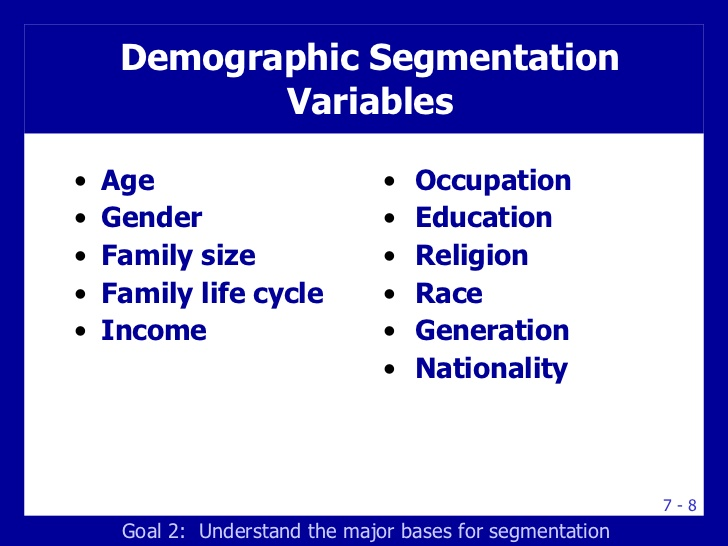 Demographic Segmentation
Variables
• Age
• Gender
• Family size
• Family life cycle
• Income
• Occupation
• Education
• Religion
• Race
• Generation
• Nationality
7 - 8
Goal 2: Understand the major bases for segmentation